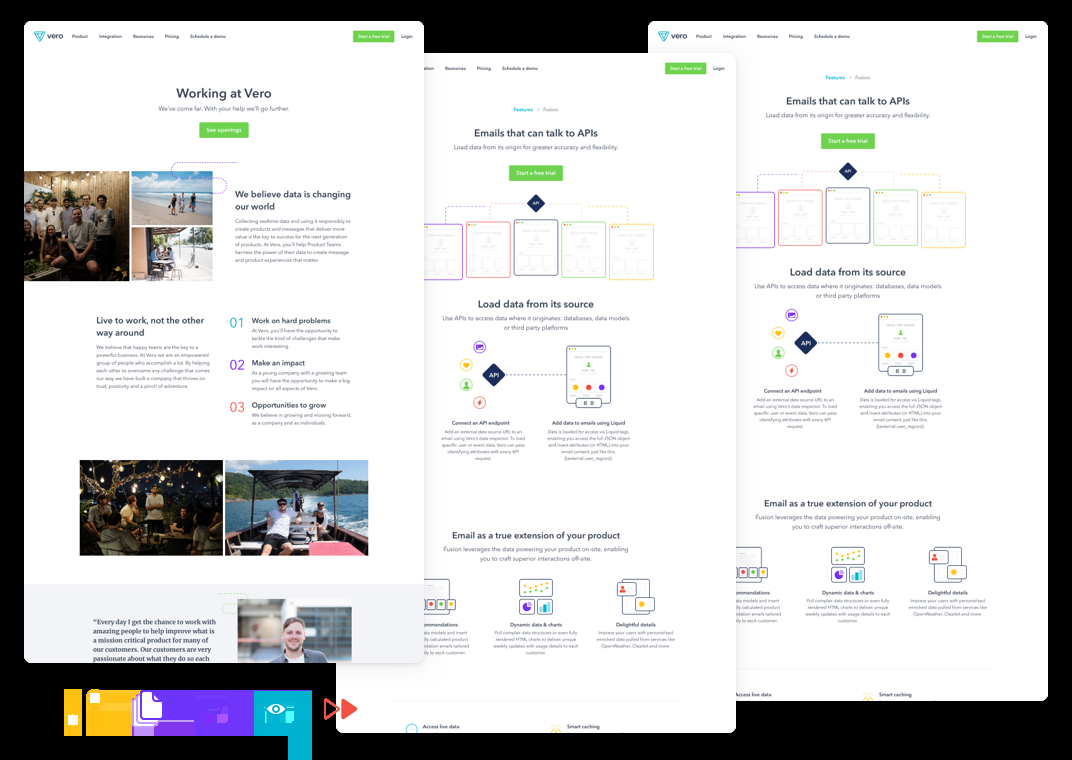 vero
Product
Integration
Resources
Pricing
Schedule a demo
Start a free trial
Login
Working at Vero
We've come far. With your help we'll go further.
See openings
We believe data is changing
our world
Collecting realtime data and using it responsibly to
create products and messages that deliver more
value is the key to success for the next generation
of products. At Vero, you'll help Product Teams
harness the power of their data to create message
and product experiences that matter.
Live to work, not the other
way around
We believe that happy teams are the key to a
powerful business. At Vero we are an empowered
group of people who accomplish a lot. By helping
each other to overcome any challenge that comes
our way we have built a company that thrives on
trust, positivity and a pinch of adventure.
01 Work on hard problems
At Vero, you'll have the opportunity to
tackle the kind of challenges that make
work interesting.
02 Make an impact
As a young company with a growing team
you will have the opportunity to make a big
impact on all aspects of Vero.
03 Opportunities to grow
We believe in growing and moving forward,
as a company and as individuals.
“Every day I get the chance to work with
amazing people to help improve what is
a mission critical product for many of
our customers. Our customers are very
passionate about what they do so each
Resources
Pricing
Schedule a demo
Start a free trial
Login
Features › Fusion
Emails that can talk to APIs
Load data from its origin for greater accuracy and flexibility.
Start a free trial
API
Load data from its source
Use APIs to access data where it originates: databases, data models
or third party platforms
API
Connect an API endpoint
Add an external data source URL to an
email using Vero's data inspector. To load
specific user or event data, Vero can pass
identifying attributes with every API
request
Add data to emails using Liquid
Data is loaded for access via Liquid tags,
enabling you access the full JSON object
and insert attributes (or HTML) into your
email content, just like this:
{{external.user_region}}.
Email as a true extension of your product
Fusion leverages the data powering your product on-site, enabling
you to craft superior interactions off-site.
ommendations
ata models and insert
lly calculated product
endation emails tailored
lly to each customer.
Dynamic data & charts
Pull complex data structures or even fully,
rendered HTML charts to deliver unique
weekly updates with usage details to each
customer
Delightful details
Impress your users with personalised
enriched data pulled from services like
OpenWeather, Clearbit and more.
Access live data
Smart caching
vero
Product
Integration
Resources
Pricing
Schedule a demo
Start a free trial
Login
Features › Fusion
Emails that can talk to APIs
Load data from its origin for greater accuracy and flexibility.
Start a free trial
API
Load data from its source
Use APIs to access data where it originates: databases, data models
or third party platforms
API
Connect an API endpoint
Add an external data source URL to an
email using Vero's data inspector. To load
specific user or event data, Vero can pass
identifying attributes with every API
request
Add data to emails using Liquid
Data is loaded for access via Liquid tags,
enabling you access the full JSON object
and insert attributes (or HTML) into your
email content, just like this:
{{external.user_region}}.
Email as a true extension of your product
Fusion leverages the data powering your product on-site, enabling
you to craft superior interactions off-site.
ommendations
ata models and insert
lly calculated product
endation emails tailored
lly to each customer.
Dynamic data & charts
Pull complex data structures or even fully,
rendered HTML charts to deliver unique
weekly updates with usage details to each
customer
Delightful details
Impress your users with personalised
enriched data pulled from services the
OpenWeather, Clearbit and more.
Access live data
Smart caching